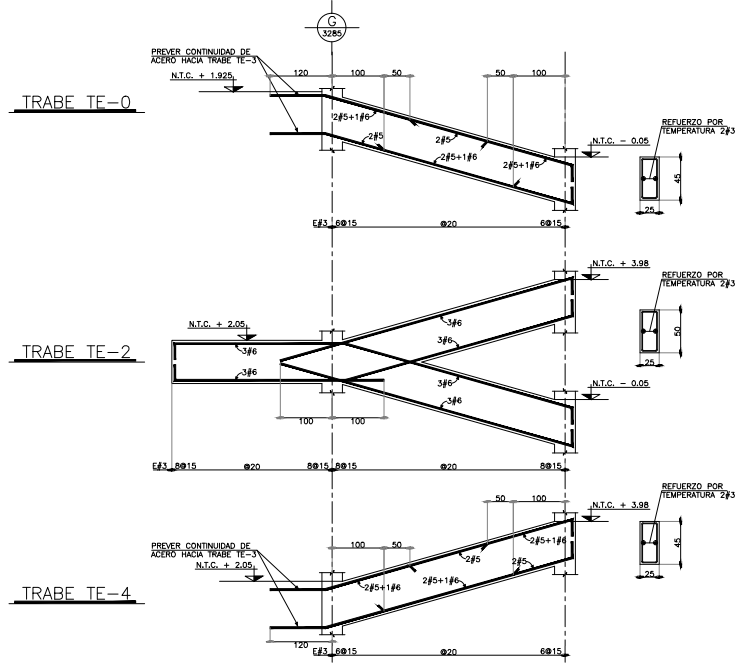 G
3285
PREVER CONTINUIDAD DE
ACERO HACIA TRABE TE-3
N.T.C. + 1.925
120
100
50
50
100
TRABE TE-0
2#5+1#6
2#5
2#5
2#5+1#6
2#5+1#6
N.T.C. - 0.05
REFUERZO POR
TEMPERATURA 2#3
45
25
E#3
6@15
@20
6@15
TRABE TE-2
N.T.C. + 2.05
3#6
3#6
3#6
3#6
3#6
3#6
N.T.C. + 3.98
REFUERZO POR
TEMPERATURA 2#3
50
25
N.T.C. - 0.05
100
100
E#3
8@15
@20
8@15
8@15
@20
8@15
TRABE TE-4
PREVER CONTINUIDAD DE
ACERO HACIA TRABE TE-3
N.T.C. + 2.05
100
50
50
100
N.T.C. + 3.98
2#5+1#6
2#5
2#5+1#6
2#5+1#6
2#5
REFUERZO POR
TEMPERATURA 2#3
45
25
120
E#3
6@15
@20
6@15